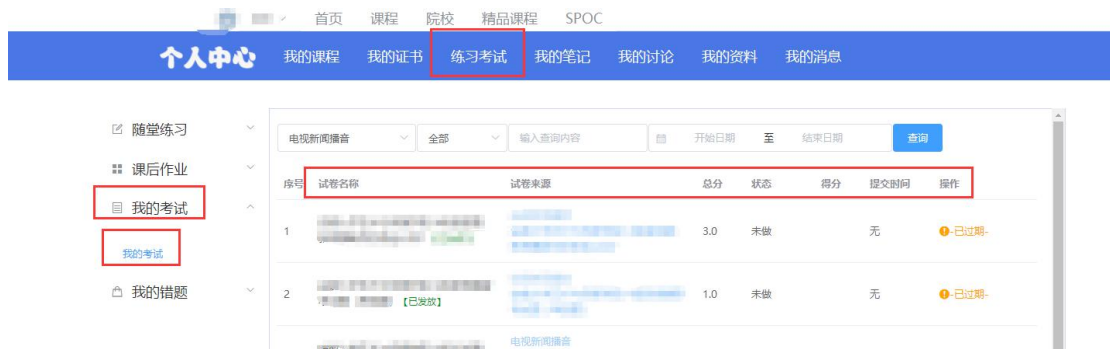 首页 课程 院校 精品课程 SPOC
个人中心 我的课程 我的证书 练习考试 我的笔记 我的讨论 我的资料 我的消息
随堂练习
课后作业
我的考试
我的考试
我的错题
电视新闻播音 全部 输入查询内容 开始日期 至 结束日期 查询
序号 试卷名称 试卷来源 总分 状态 得分 提交时间 操作
1 3.0 未做 无 -已过期-
2 【已发放】 1.0 未做 无 -已过期-
电视新闻播音